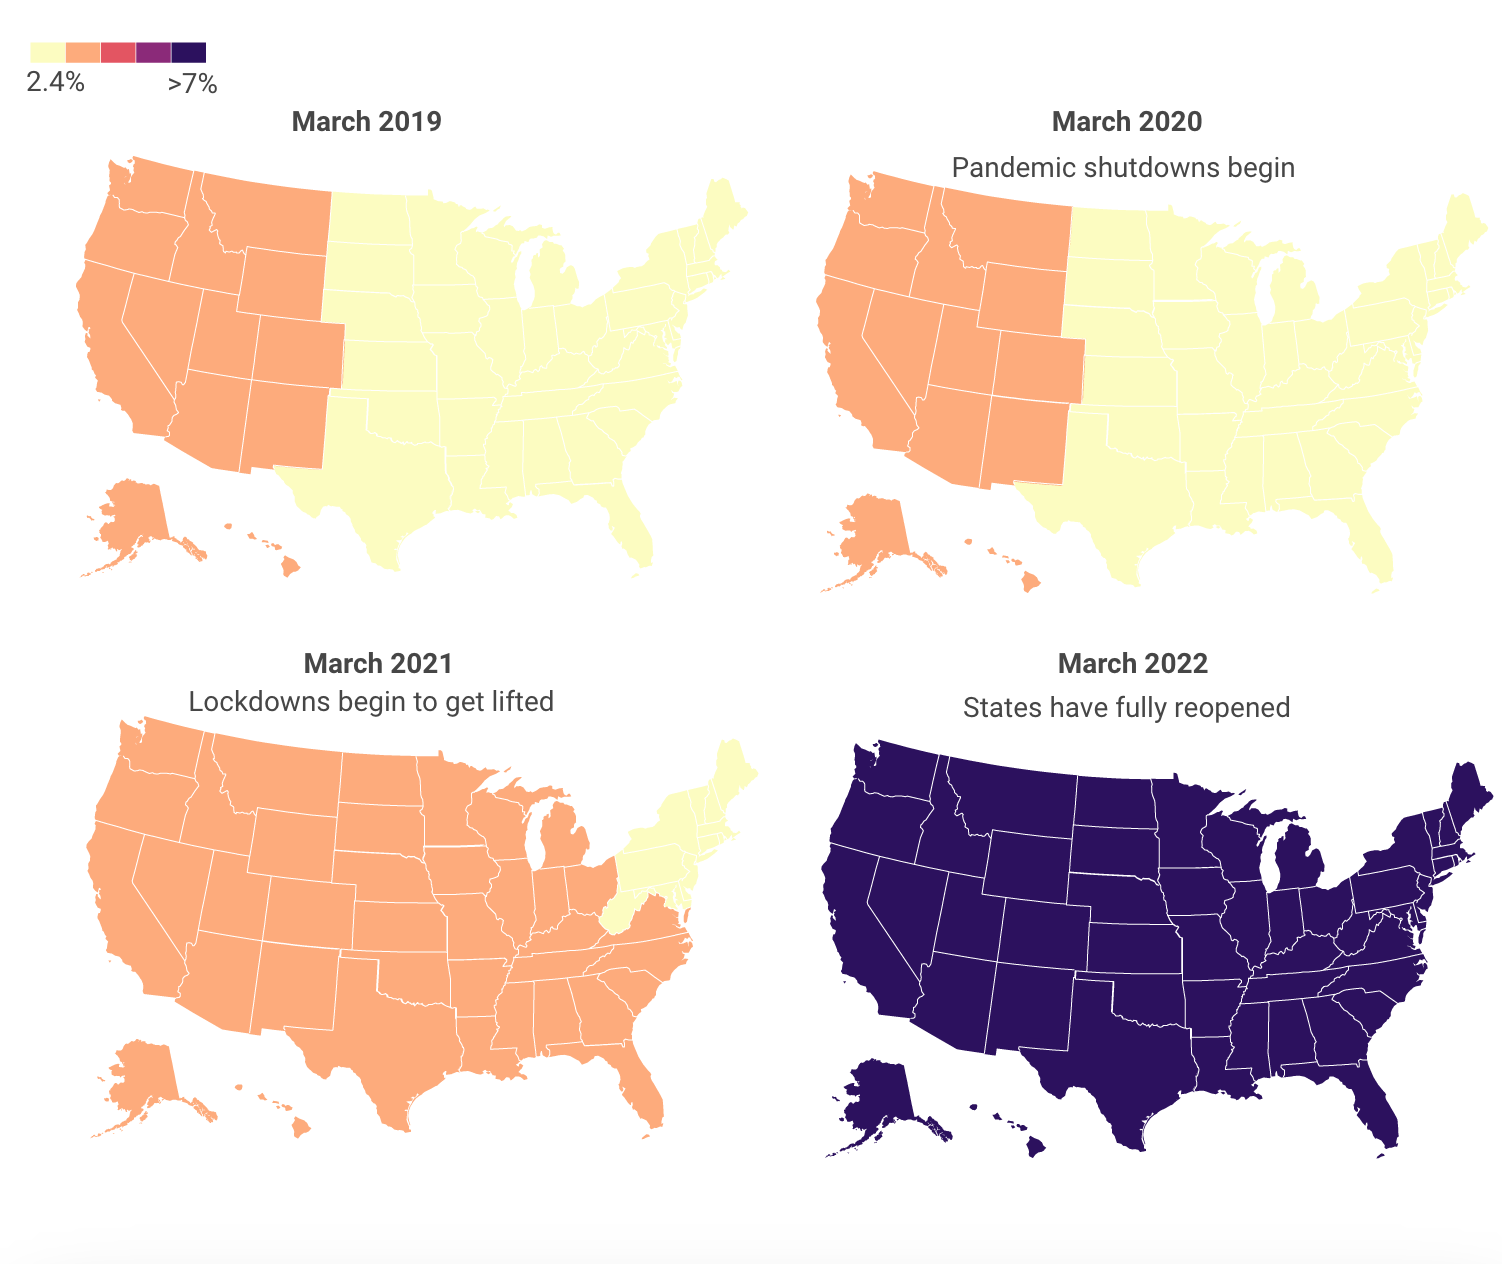 2.4%
>7%
March 2019
March 2020
Pandemic shutdowns begin
March 2021
Lockdowns begin to get lifted
March 2022
States have fully reopened